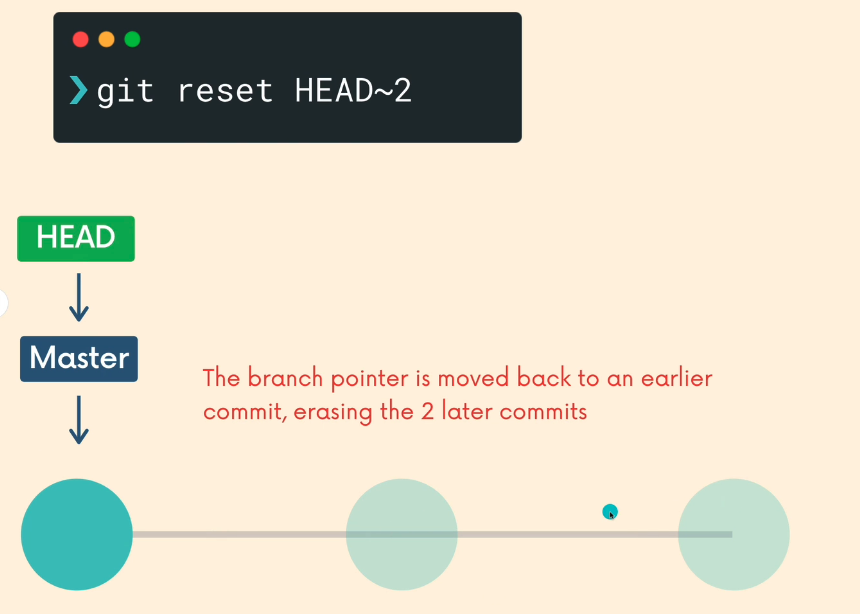 ❯git reset HEAD~2
HEAD
Master
The branch pointer is moved back to an earlier
commit, erasing the 2 later commits